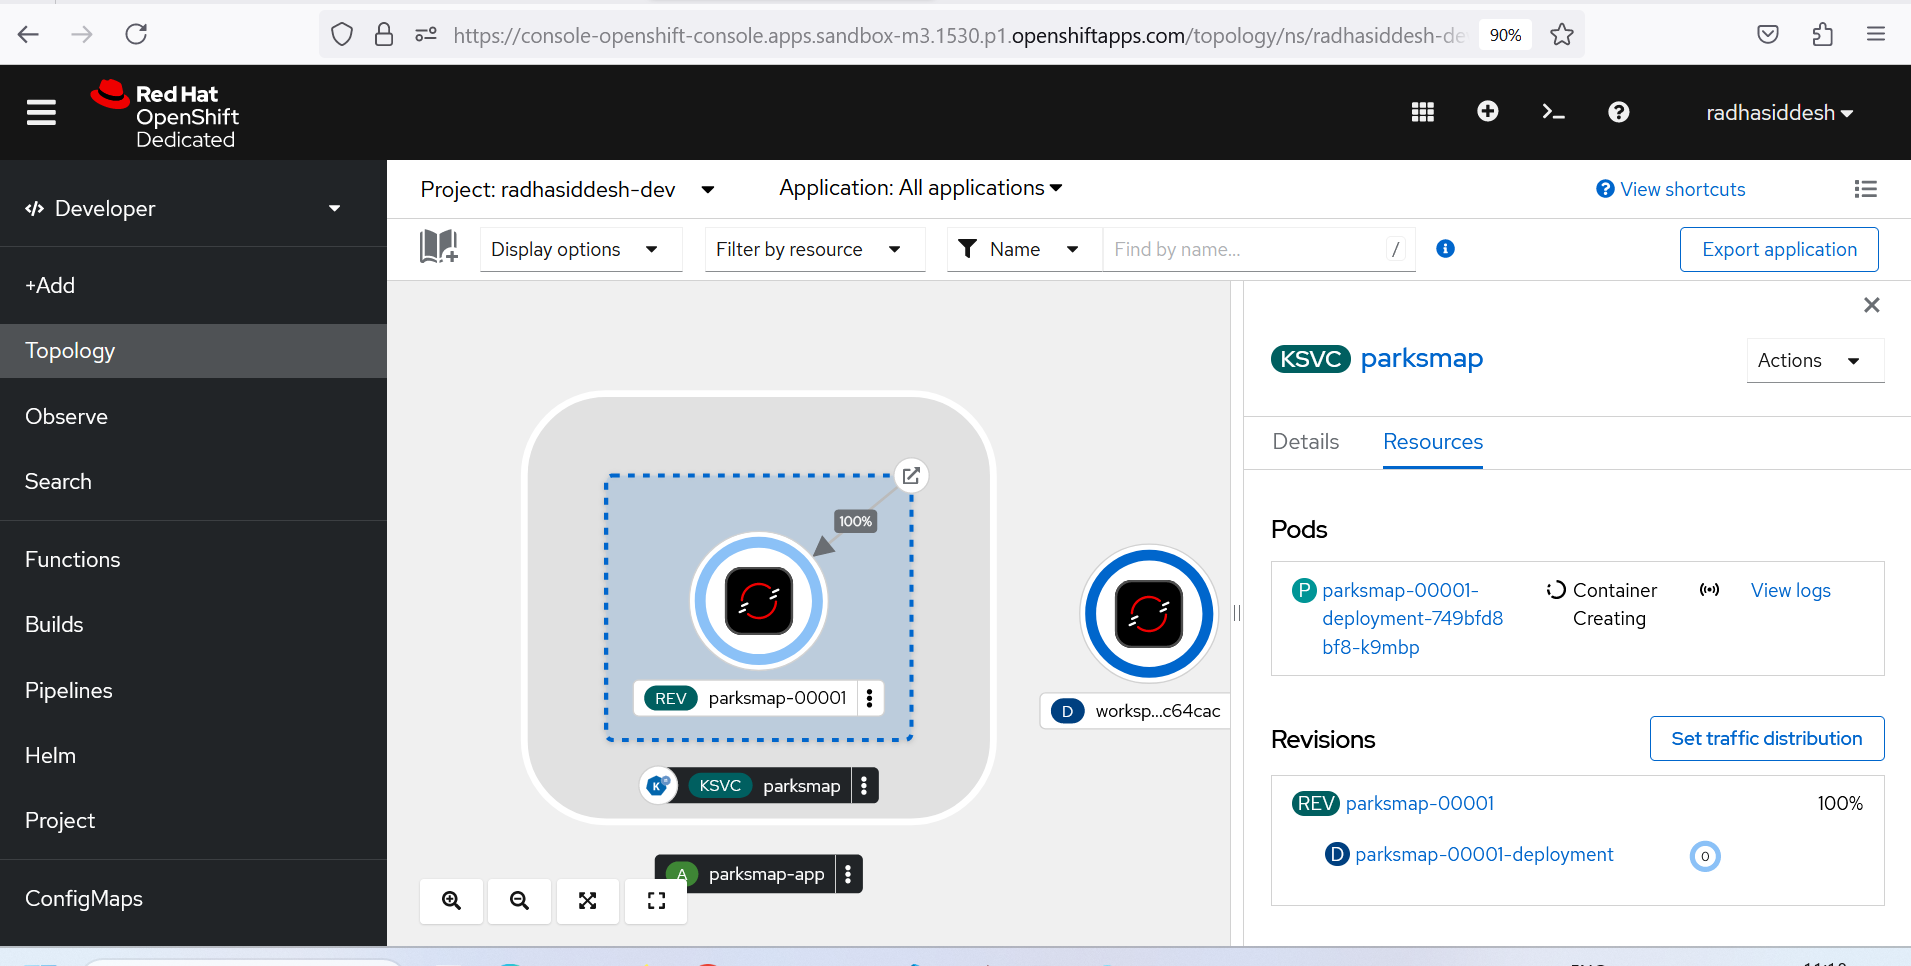 https://console-openshift-console.apps.sandbox-m3.1530.p1.openshiftapps.com/topology/ns/radhasiddesh-de
90%
Red Hat
OpenShift
Dedicated
radhasiddesh
Developer
+Add
Topology
Observe
Search
Functions
Builds
Pipelines
Helm
Project
ConfigMaps
Project: radhasiddesh-dev
Application: All applications
View shortcuts
Display options
Filter by resource
Name
Find by name...
/
Export application
100%
REV parksmap-00001
KSVC parksmap
A parksmap-app
D worksp...c64cac
KSVC parksmap
Actions
Details
Resources
Pods
P parksmap-00001-
deployment-749bfd8
bf8-k9mbp
Container
Creating
View logs
Revisions
Set traffic distribution
REV parksmap-00001
100%
D parksmap-00001-deployment
0